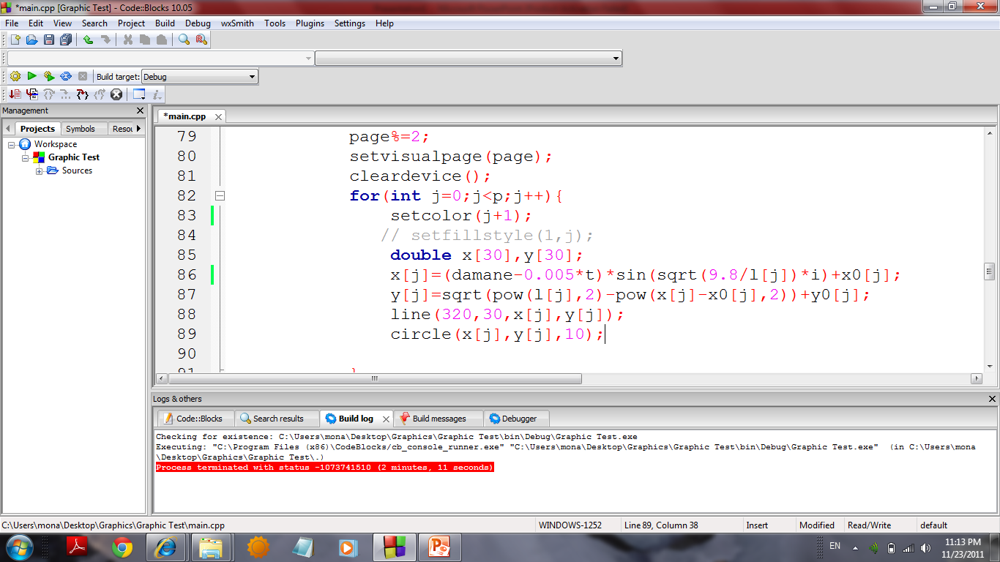 *main.cpp [Graphic Test] - Code::Blocks 10.05
File Edit View Search Project Build Debug wxSmith Tools Plugins Settings Help
Build target: Debug
Management
*main.cpp
Projects Symbols Resou
Workspace
Graphic Test
Sources
79 page%=2;
80 setvisualpage(page);
81 cleardevice();
82 for(int j=0;j<p;j++){
83 setcolor(j+1);
84 // setfillstyle(1,j);
85 double x[30],y[30];
86 x[j]=(damane-0.005*t)*sin(sqrt(9.8/l[j])*i)+x0[j];
87 y[j]=sqrt(pow(l[j],2)-pow(x[j]-x0[j],2))+y0[j];
88 line(320,30,x[j],y[j]);
89 circle(x[j],y[j],10);
90
91 }
Logs & others
Code::Blocks Search results Build log Build messages Debugger
Checking for existence: C:\Users\mona\Desktop\Graphics\Graphic Test\bin\Debug\Graphic Test.exe
Executing: "C:\Program Files (x86)\CodeBlocks/cb_console_runner.exe" "C:\Users\mona\Desktop\Graphics\Graphic Test\bin\Debug\Graphic Test.exe"  (in C:\Users\mona
\Desktop\Graphics\Graphic Test\.)
Process terminated with status -1073741510 (2 minutes, 11 seconds)
C:\Users\mona\Desktop\Graphics\Graphic Test\main.cpp WINDOWS-1252 Line 89, Column 38 Insert Modified Read/Write default
EN 11:13 PM
11/23/2011